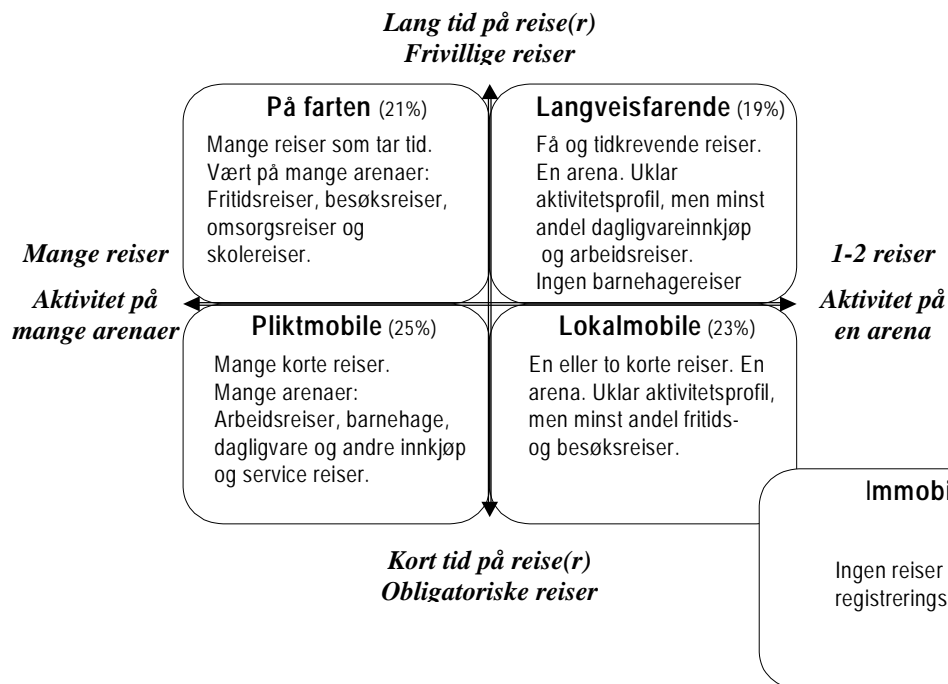 Lang tid på reise(r)
Frivillige reiser
På farten (21%)
Mange reiser som tar tid.
Vært på mange arenaer:
Fritidsreiser, besøksreiser,
omsorgsreiser og
skolereiser.
Langveisfarende (19%)
Få og tidkrevende reiser.
En arena. Uklar
aktivitetsprofil, men minst
andel dagligvareinnkjøp
og arbeidsreiser.
Ingen barnehagereiser
Mange reiser
Aktivitet på
mange arenaer
1-2 reiser
Aktivitet på
en arena
Pliktmobile (25%)
Mange korte reiser.
Mange arenaer:
Arbeidsreiser, barnehage,
dagligvare og andre innkjøp
og service reiser.
Lokalmobile (23%)
En eller to korte reiser. En
arena. Uklar aktivitetsprofil,
men minst andel fritids-
og besøksreiser.
Kort tid på reise(r)
Obligatoriske reiser
Immobi
Ingen reiser
registrerings